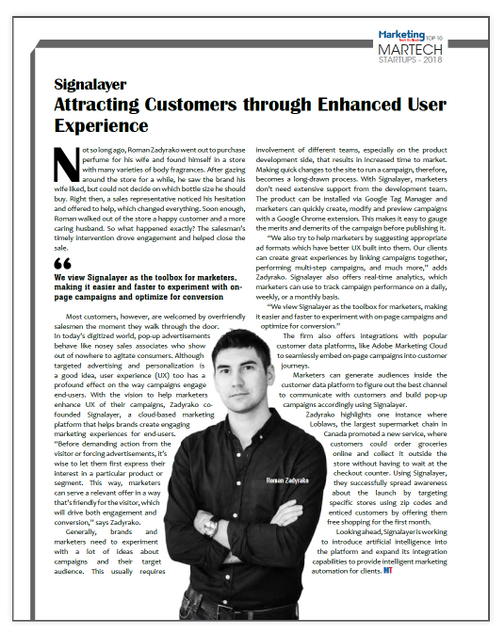 Marketing
Tech Outlook
TOP 10
MARTECH
STARTUPS - 2018
Signalayer
Attracting Customers through Enhanced User
Experience
Not so long ago, Roman Zadyrako went out to purchase
perfume for his wife and found himself in a store
with many varieties of body fragrances. After gazing
around the store for a while, he saw the brand his
wife liked, but could not decide on which bottle size he should
buy. Right then, a sales representative noticed his hesitation
and offered to help, which changed everything. Soon enough,
Roman walked out of the store a happy customer and a more
caring husband. So what happened exactly? The salesman's
timely intervention drove engagement and helped close the
sale.
We view Signalayer as the toolbox for marketers,
making it easier and faster to experiment with on-
page campaigns and optimize for conversion
Most customers, however, are welcomed by overfriendly
salesmen the moment they walk through the door.
In today's digitized world, pop-up advertisements
behave like nosey sales associates who show
out of nowhere to agitate consumers. Although
targeted advertising and personalization is
a good idea, user experience (UX) too has a
profound effect on the way campaigns engage
end-users. With the vision to help marketers
enhance UX of their campaigns, Zadyrako co-
founded Signalayer, a cloud-based marketing
platform that helps brands create engaging
marketing experiences for end-users.
"Before demanding action from the
visitor or forcing advertisements, it's
wise to let them first express their
interest in a particular product or
segment. This way, marketers
can serve a relevant offer in a way
that's friendly for the visitor, which
will drive both engagement and
conversion," says Zadyrako.
Generally, brands and
marketers need to experiment
with a lot of ideas about
campaigns and their target
audience. This usually requires
involvement of different teams, especially on the product
development side, that results in increased time to market.
Making quick changes to the site to run a campaign, therefore,
becomes a long-drawn process. With Signalayer, marketers
don't need extensive support from the development team.
The product can be installed via Google Tag Manager and
marketers can quickly create, modify and preview campaigns
with a Google Chrome extension. This makes it easy to gauge
the merits and demerits of the campaign before publishing it.
"We also try to help marketers by suggesting appropriate
ad formats which have better UX built into them. Our clients
can create great experiences by linking campaigns together,
performing multi-step campaigns, and much more," adds
Zadyrako. Signalayer also offers real-time analytics, which
marketers can use to track campaign performance on a daily,
weekly, or a monthly basis.
"We view Signalayer as the toolbox for marketers, making
it easier and faster to experiment with on-page campaigns and
optimize for conversion."
The firm also offers integrations with popular
customer data platforms, like Adobe Marketing Cloud
to seamlessly embed on-page campaigns into customer
journeys.
Marketers can generate audiences inside the
customer data platform to figure out the best channel
to communicate with customers and build pop-up
campaigns accordingly using Signalayer.
Zadyrako highlights one instance where
Loblaws, the largest supermarket chain in
Canada promoted a new service, where
customers could order groceries
online and collect it outside the
store without having to wait at the
checkout counter. Using Signalayer,
they successfully spread awareness
about the launch by targeting
specific stores using zip codes and
enticed customers by offering them
free shopping for the first month.
Looking ahead, Signalayer is working
to introduce artificial intelligence into
the platform and expand its integration
capabilities to provide intelligent marketing
automation for clients. MT
Roman Zadyrako